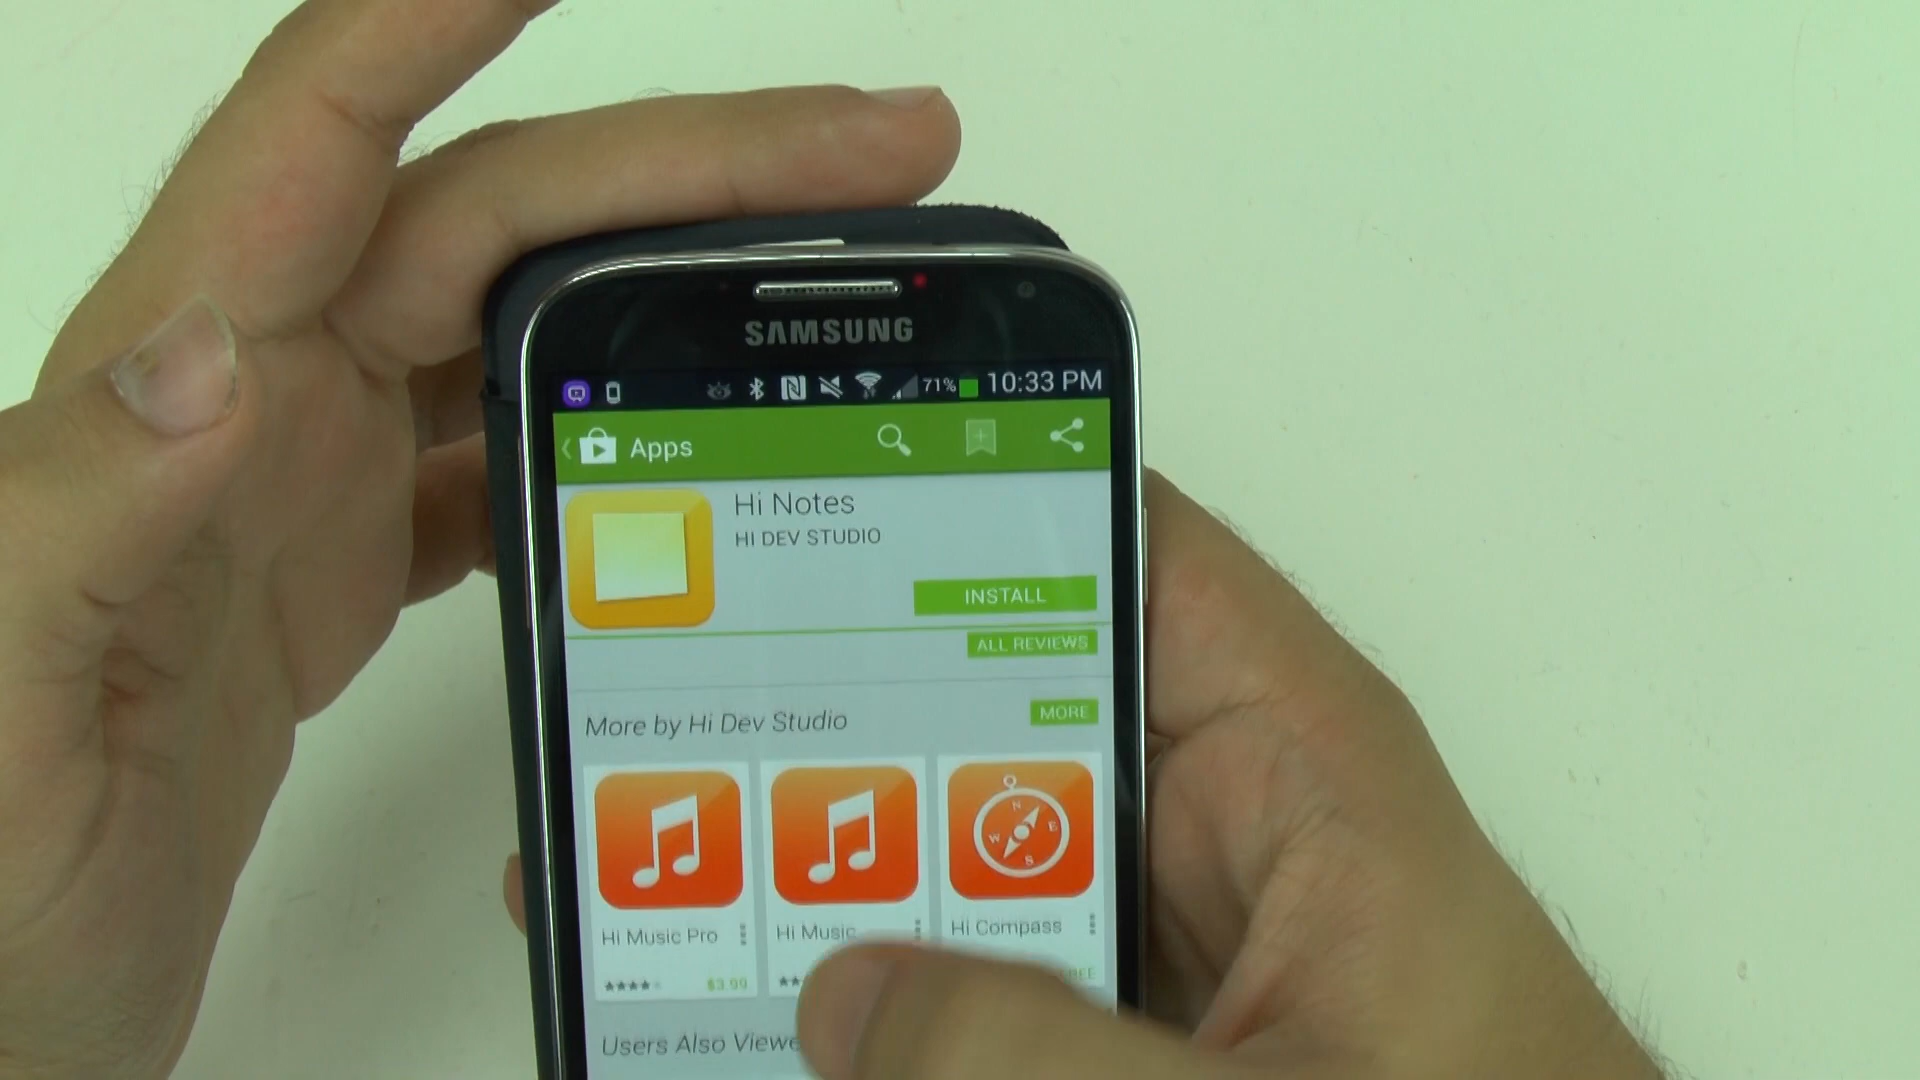 SAMSUNG
71% 10:33 PM
Apps
Hi Notes
HI DEV STUDIO
INSTALL
ALL REVIEWS
More by Hi Dev Studio
MORE
N
W E
S
Hi Music Pro
Hi Music
Hi Compass
$3.99
Users Also Viewe